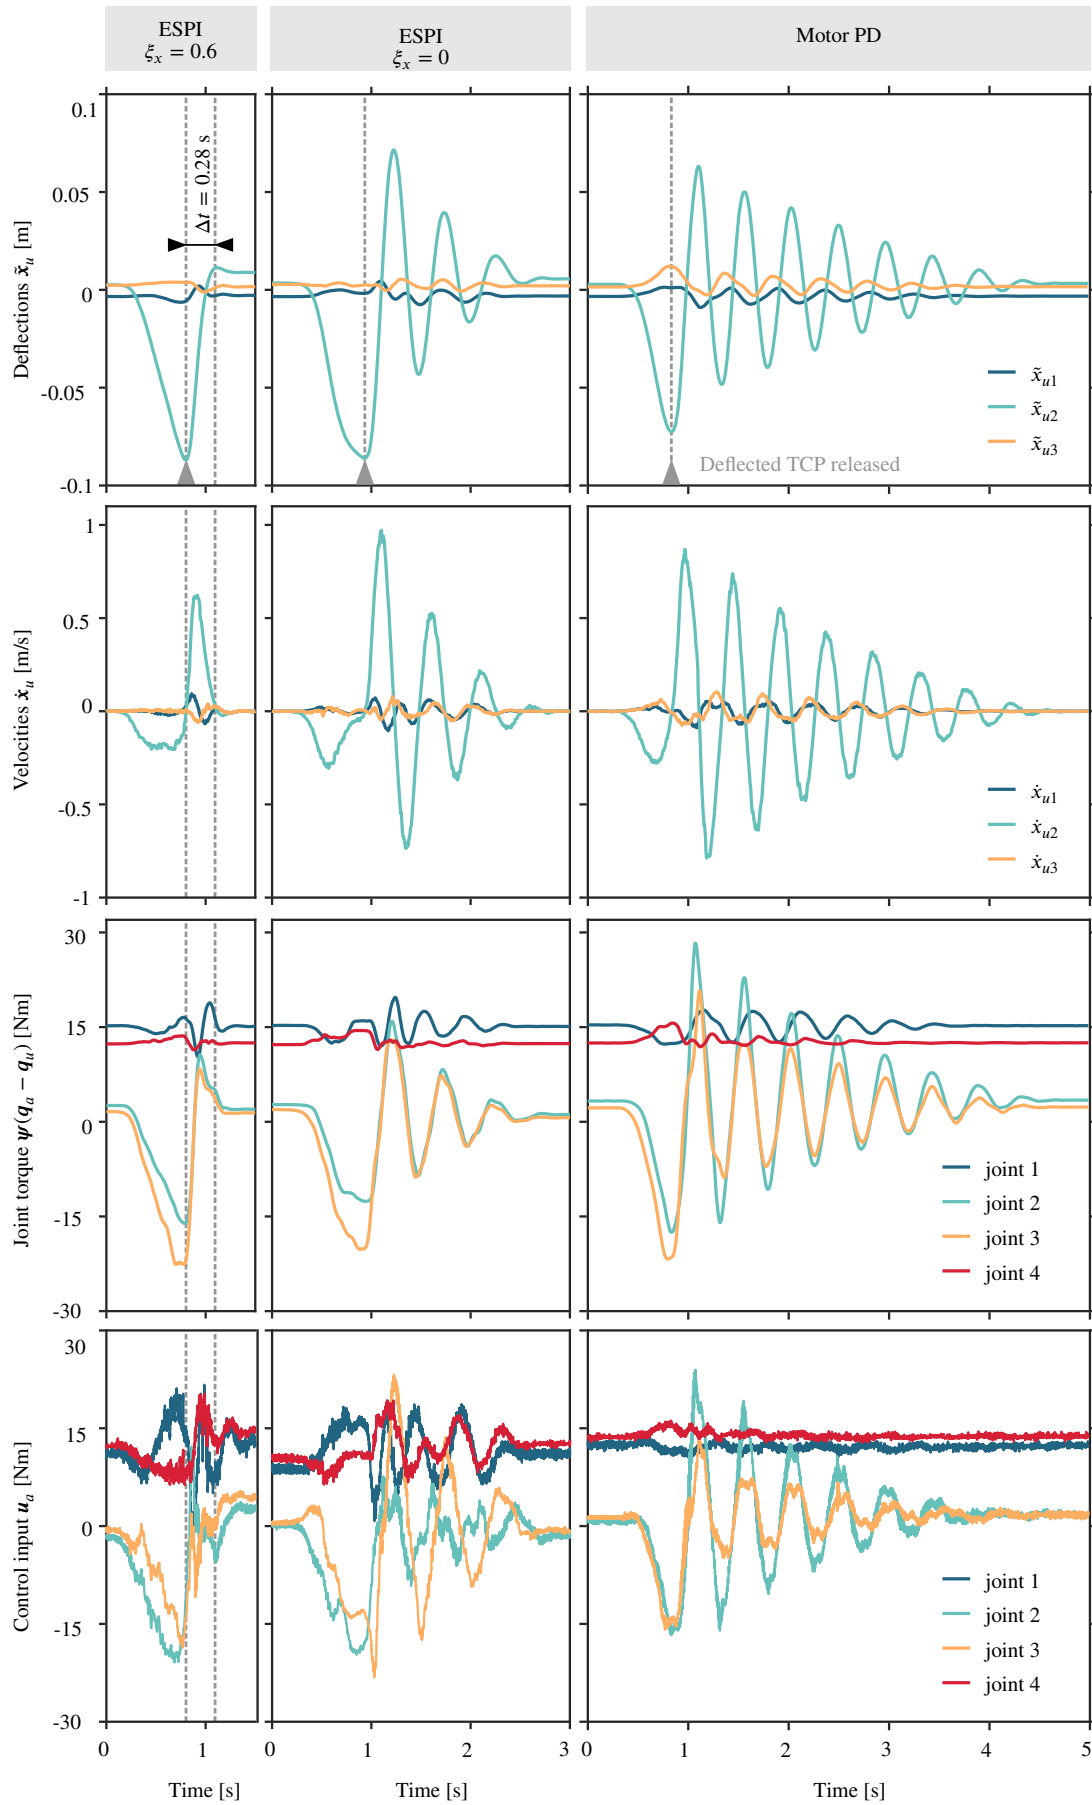 ESPI
ξₓ = 0.6
ESPI
ξₓ = 0
Motor PD
Deflections x̃ᵤ [m]
0.1
0.05
0
-0.05
-0.1
Δt = 0.28 s
x̃ᵤ₁
x̃ᵤ₂
x̃ᵤ₃
Deflected TCP released
Velocities ẋᵤ [m/s]
1
0.5
0
-0.5
-1
ẋᵤ₁
ẋᵤ₂
ẋᵤ₃
Joint torque ψ(qₐ − qᵤ) [Nm]
30
15
0
-15
-30
joint 1
joint 2
joint 3
joint 4
Control input uₐ [Nm]
30
15
0
-15
-30
joint 1
joint 2
joint 3
joint 4
0 1 0 1 2 3 0 1 2 3 4 5
Time [s] Time [s] Time [s]